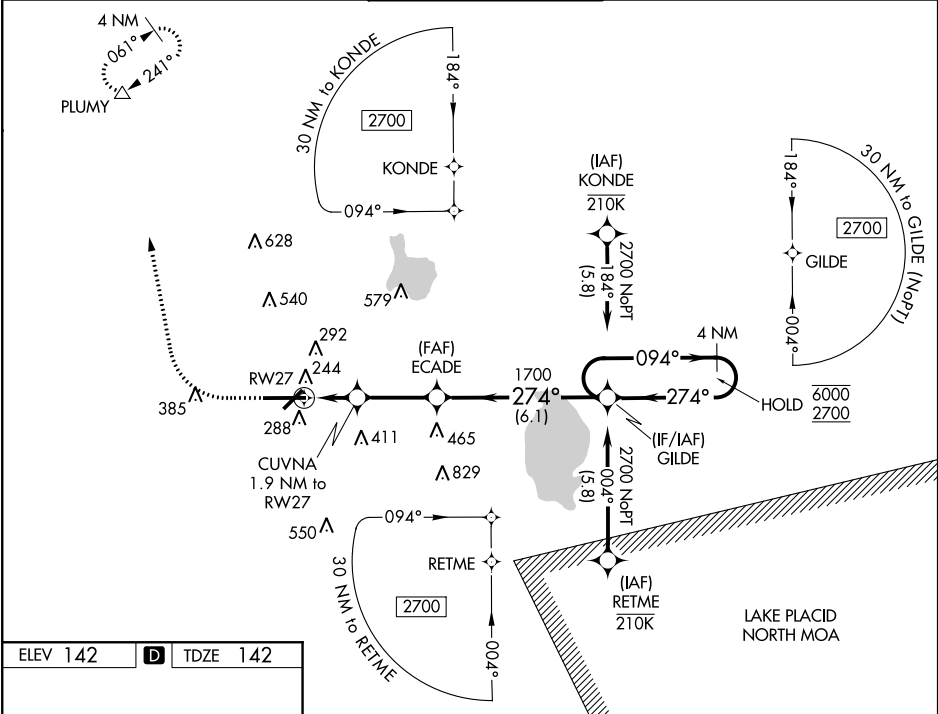 4 NM
061°
241°
PLUMY
30 NM to KONDE
184°
2700
KONDE
094°
(IAF)
KONDE
210K
2700 NoPT
184°
(5.8)
184°
30 NM to GILDE (NoPT)
2700
GILDE
004°
628
540
579
292
244
RW27
385
288
(FAF)
ECADE
1700
274°
(6.1)
4 NM
094°
274°
HOLD
6000
2700
(IF/IAF)
GILDE
CUVNA
1.9 NM to
RW27
411
465
829
550
2700 NoPT
004°
(5.8)
094°
RETME
30 NM to RETME
2700
004°
(IAF)
RETME
210K
LAKE PLACID
NORTH MOA
ELEV 142 D TDZE 142